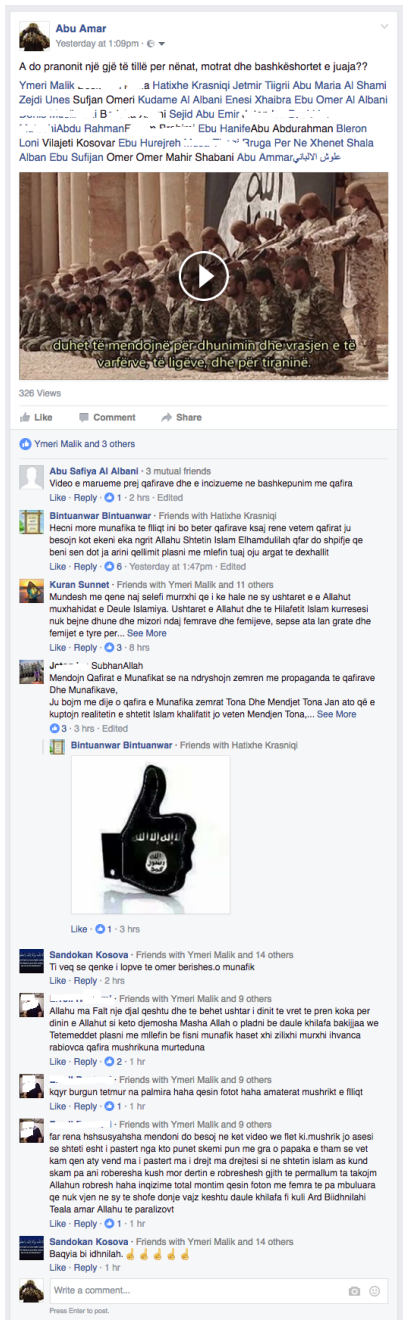 Abu Amar
Yesterday at 1:09pm ·
A do pranonit një gjë të tillë per nënat, motrat dhe bashkëshortet e juaja??
Ymeri Malik Hatixhe Krasniqi Jetmir Tiigrii Abu Maria Al Shami
Zejdi Unes Sufjan Omeri Kudame Al Albani Enesi Xhaibra Ebu Omer Al Albani
Sejid Abu Emir
Abdu Rahman Ebu Hanife Abu Abdurahman Bleron
Loni Vilajeti Kosovar Ebu Hurejreh Rruga Per Ne Xhenet Shala
Alban Ebu Sufijan Omer Omer Mahir Shabani Abu Ammar علوش الالباني
duhet të mendojnë për dhunimin dhe vrasjen e të
varfërve, të ligëve, dhe për tiraninë.
326 Views
Like Comment Share
Ymeri Malik and 3 others
Abu Safiya Al Albani · 3 mutual friends
Video e marueme prej qafirave dhe e incizueme ne bashkepunim me qafira
Like · Reply · 1 · 2 hrs · Edited
Bintuanwar Bintuanwar · Friends with Hatixhe Krasniqi
Hecni more munafika te flliqt ini bo beter qafirave ksaj rene vetem qafirat ju
besojn kot ekeni eka ngrit Allahu Shtetin Islam Elhamdulilah qfar do shpifje qe
beni sen dot ja arini qellimit plasni me mlefin tuaj oju argat te dexhallit
Like · Reply · 6 · Yesterday at 1:47pm · Edited
Kuran Sunnet · Friends with Ymeri Malik and 11 others
Mundesh me qene naj selefi murrxhi qe i ke hale ne sy ushtaret e e Allahut
muxhahidat e Deule Islamiya. Ushtaret e Allahut dhe te Hilafetit Islam kurresesi
nuk bejne dhune dhe mizori ndaj femrave dhe femijeve, sepse ata lan grate dhe
femijet e tyre per... See More
Like · Reply · 3 · 8 hrs
SubhanAllah
Mendojn Qafirat e Munafikat se na ndryshojn zemren me propaganda te qafirave
Dhe Munafikave,
Ju bojm me dije o qafira e Munafika zemrat Tona Dhe Mendjet Tona Jan ato që e
kuptojn realitetin e shtetit Islam khalifatit jo veten Mendjen Tona,... See More
3 · 3 hrs · Edited
Bintuanwar Bintuanwar · Friends with Hatixhe Krasniqi
لا اله الا الله
الله
رسول
محمد
Like · 1 · 3 hrs
Sandokan Kosova · Friends with Ymeri Malik and 14 others
Ti veq se qenke i lopve te omer berishes.o munafik
Like · Reply · 2 hrs
· Friends with Ymeri Malik and 9 others
Allahu ma Falt nje djal qeshtu dhe te behet ushtar i dinit te vret te pren koka per
dinin e Allahut si keto djemosha Masha Allah o pladni be daule khilafa bakijjaa we
Tetemeddet plasni me mllefin be fisni munafik haset xhi zilixhi murxhi ihvanca
rabiovca qafira mshrikuna murteduna
Like · Reply · 2 · 1 hr
· Friends with Ymeri Malik and 9 others
kqyr burgun tetmur na palmira haha qesin fotot haha amaterat mushrikt e flliqt
Like · Reply · 1 · 1 hr
· Friends with Ymeri Malik and 9 others
far rena hshsusyahsha mendoni do besoj ne ket video we flet ki.mushrik jo asesi
se shteti esht i pastert nga kto punet skemi pun me gra o papaka e tham se vet
kam qen aty vend ma i pastert ma i drejt ma drejtesi si ne shtetin islam as kund
skam pa ani roberesha kush mor dertin e robreshesh gjith te permallum ta takojm
Allahun robresh haha inqizime total montim qesin foton me femra te pa mbuluara
qe nuk vjen ne sy te shofe donje vajz keshtu daule khilafa fi kuli Ard Biidhnilahi
Teala amar Allahu te paralizovt
Like · Reply · 1 · 1 hr
Sandokan Kosova · Friends with Ymeri Malik and 14 others
Baqyia bi idhnilah. ☝☝☝☝☝
Like · Reply · 1 hr
Write a comment...
Press Enter to post.